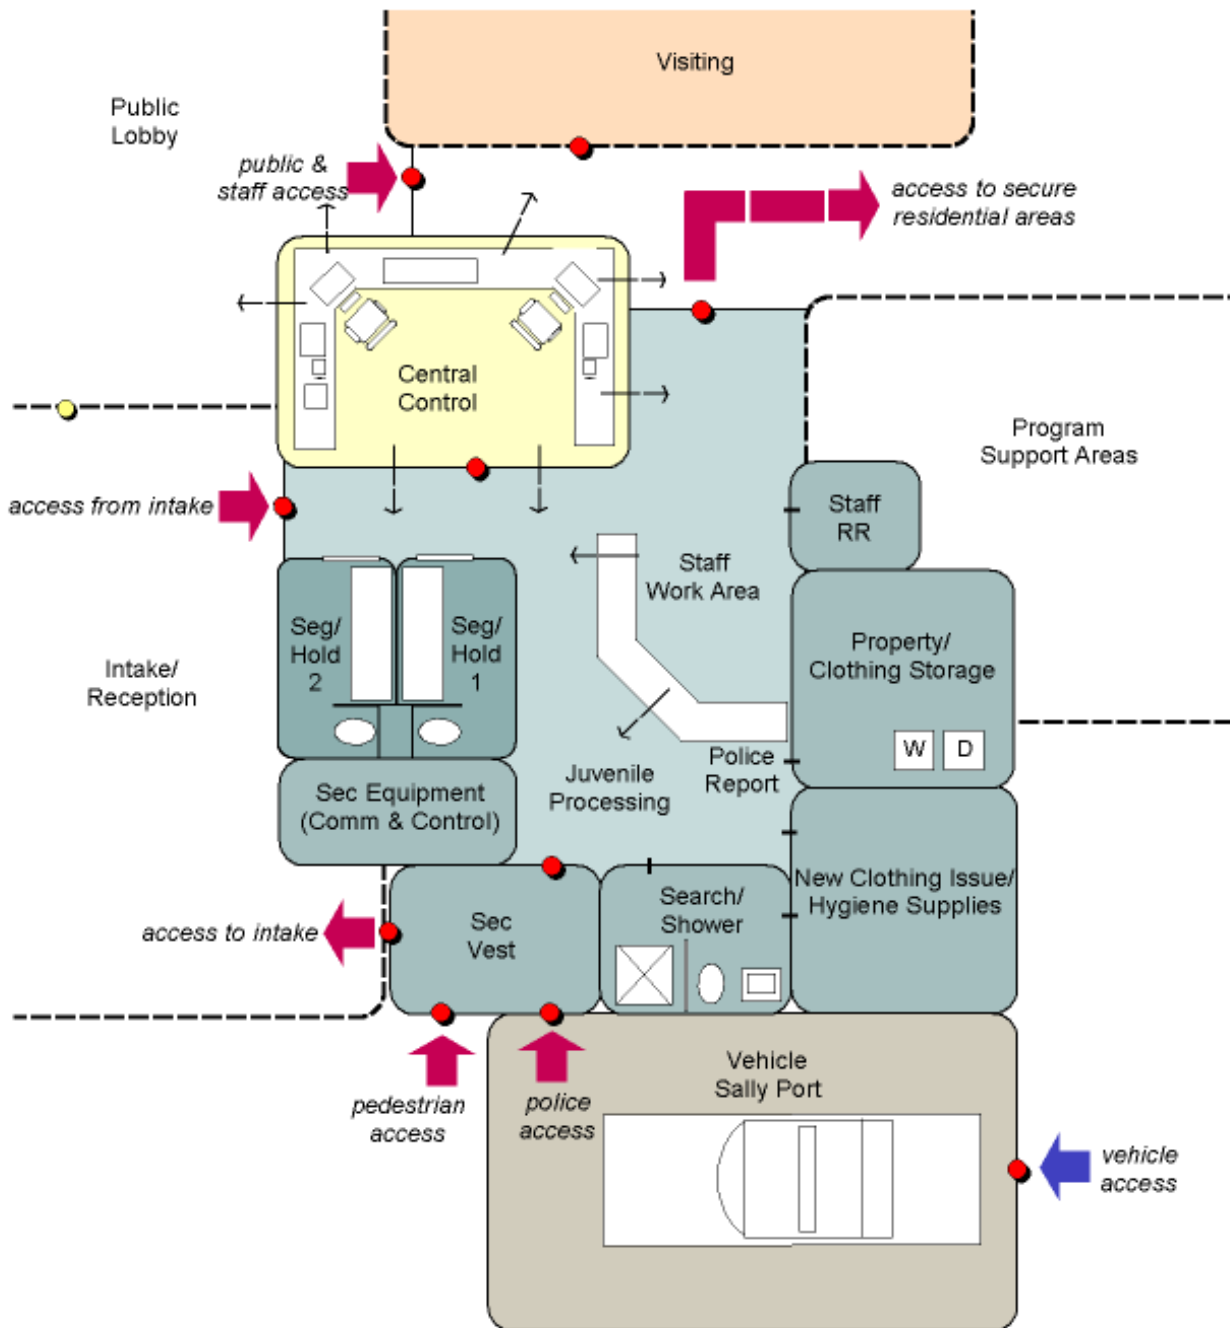 Visiting
Public
Lobby
public &
staff access
access to secure
residential areas
Central
Control
Program
Support Areas
access from intake
Staff
RR
Staff
Work Area
Seg/
Hold
2
Seg/
Hold
1
Property/
Clothing Storage
Intake/
Reception
W
D
Police
Report
Juvenile
Processing
Sec Equipment
(Comm & Control)
New Clothing Issue/
Hygiene Supplies
Search/
Shower
Sec
Vest
access to intake
Vehicle
Sally Port
pedestrian
access
police
access
vehicle
access